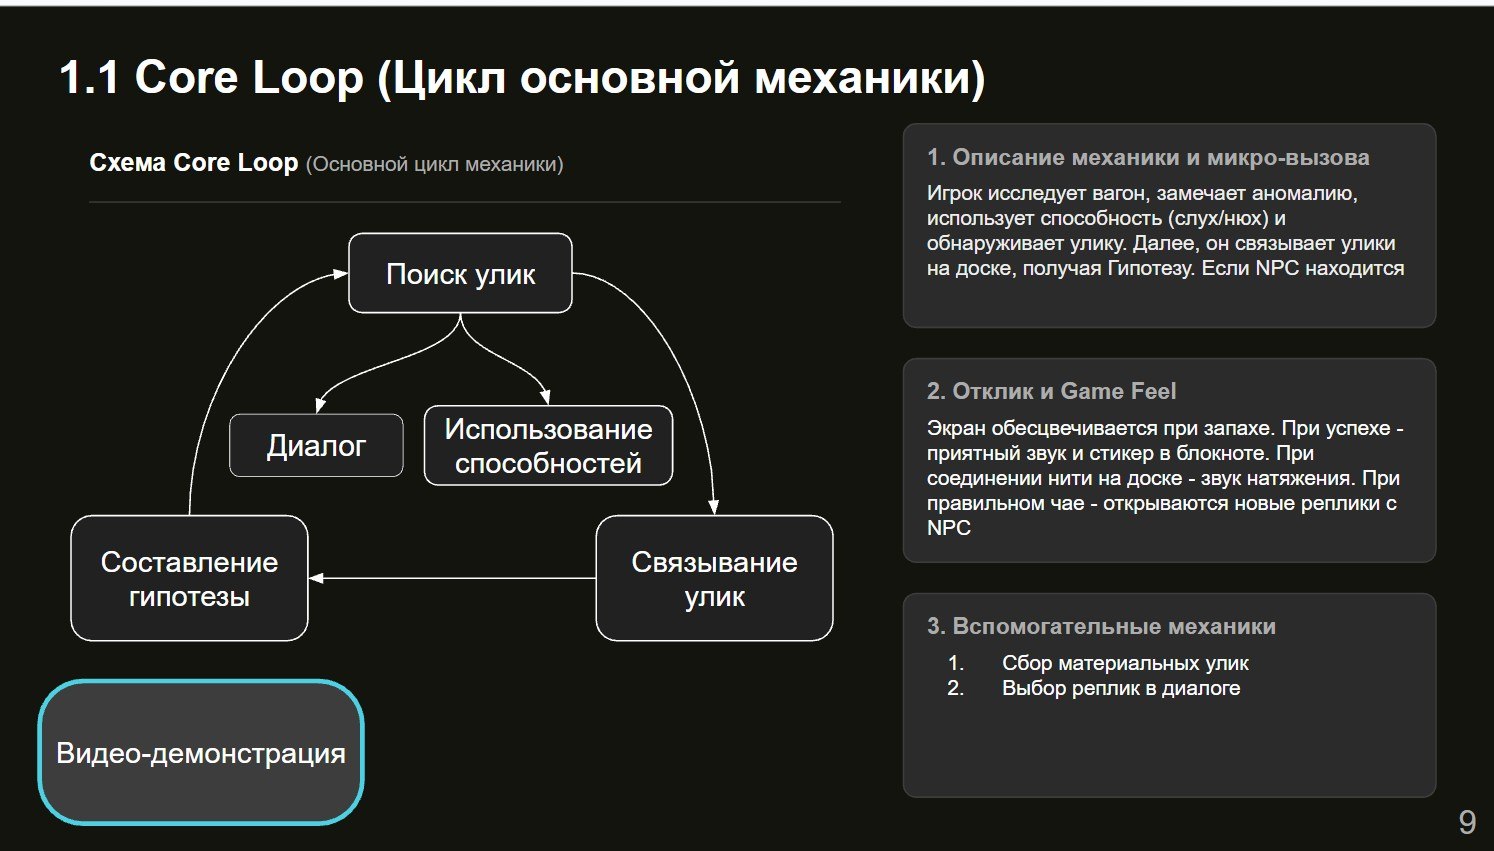 1.1 Core Loop (Цикл основной механики)
Схема Core Loop (Основной цикл механики)
Поиск улик
Диалог
Использование
способностей
Составление
гипотезы
Связывание
улик
Видео-демонстрация
1. Описание механики и микро-вызова
Игрок исследует вагон, замечает аномалию,
использует способность (слух/нюх) и
обнаруживает улику. Далее, он связывает улики
на доске, получая Гипотезу. Если NPC находится
2. Отклик и Game Feel
Экран обесцвечивается при запахе. При успехе -
приятный звук и стикер в блокноте. При
соединении нити на доске - звук натяжения. При
правильном чае - открываются новые реплики с
NPC
3. Вспомогательные механики
1. Сбор материальных улик
2. Выбор реплик в диалоге
9